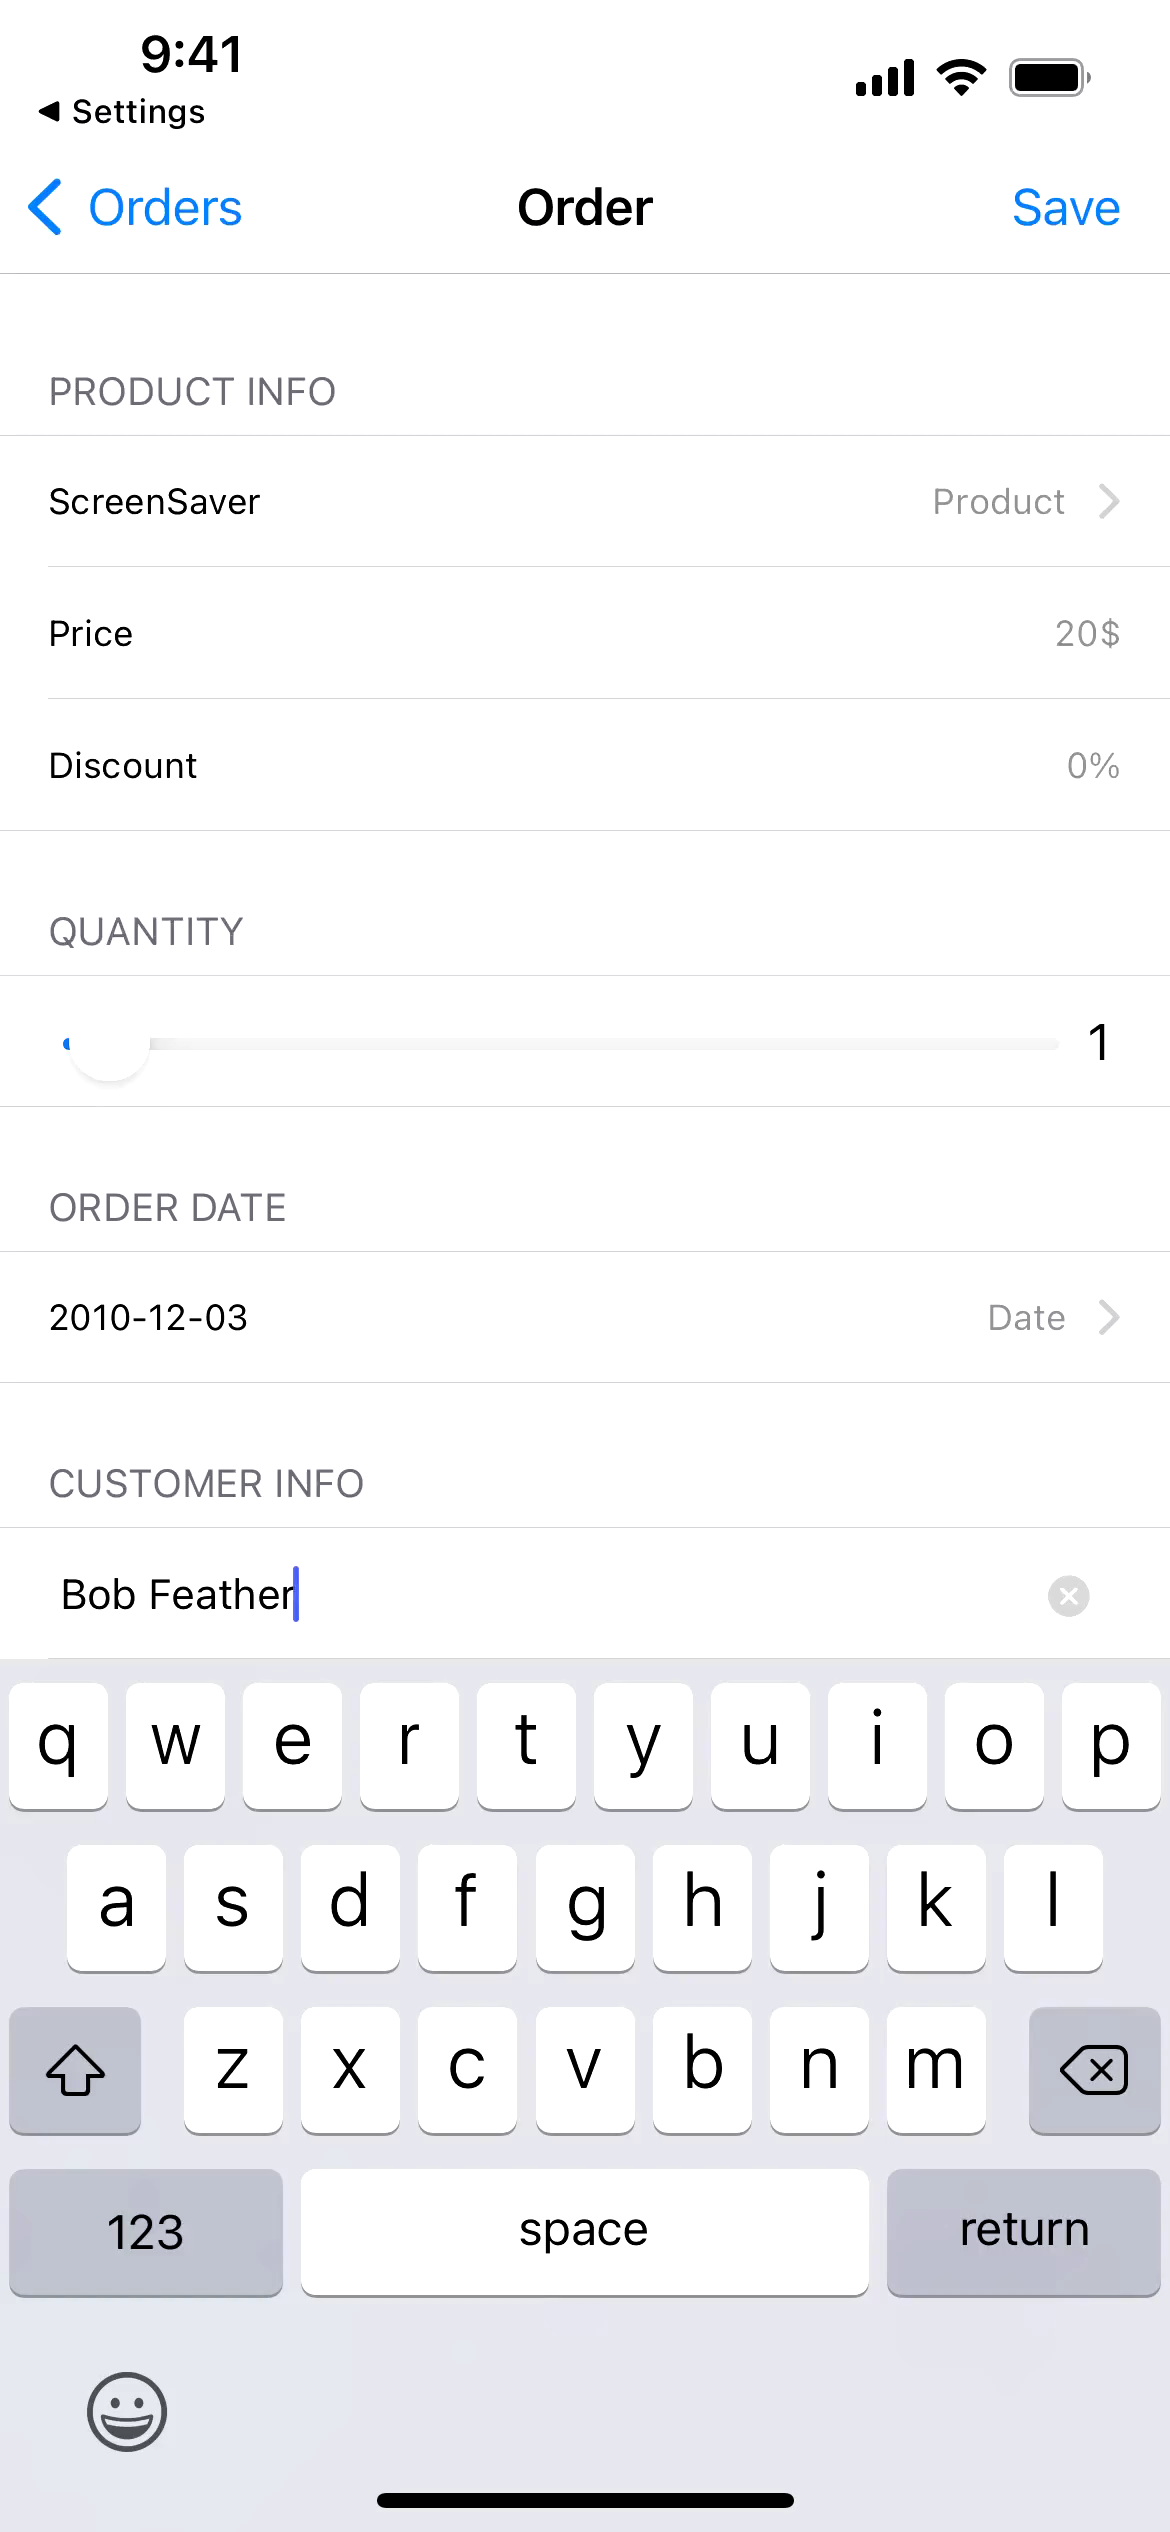 9:41
◀ Settings
Orders Order Save
PRODUCT INFO
ScreenSaver Product
Price 20$
Discount 0%
QUANTITY
1
ORDER DATE
2010-12-03 Date
CUSTOMER INFO
Bob Feather
q w e r t y u i o p
a s d f g h j k l
z x c v b n m
123 space return